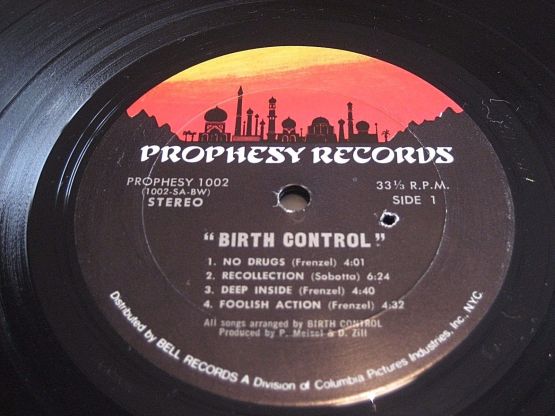 PROPHESY RECORDS
PROPHESY 1002
(1002-SA-BW)
STEREO
33⅓ R.P.M.
SIDE 1
"BIRTH CONTROL"
1. NO DRUGS (Frenzel) 4:01
2. RECOLLECTION (Sobotta) 6:24
3. DEEP INSIDE (Frenzel) 4:40
4. FOOLISH ACTION (Frenzel) 4:32
All songs arranged by BIRTH CONTROL
Produced by P. Meisel & D. Zill
Distributed by BELL RECORDS A Division of Columbia Pictures Industries, Inc., NYC